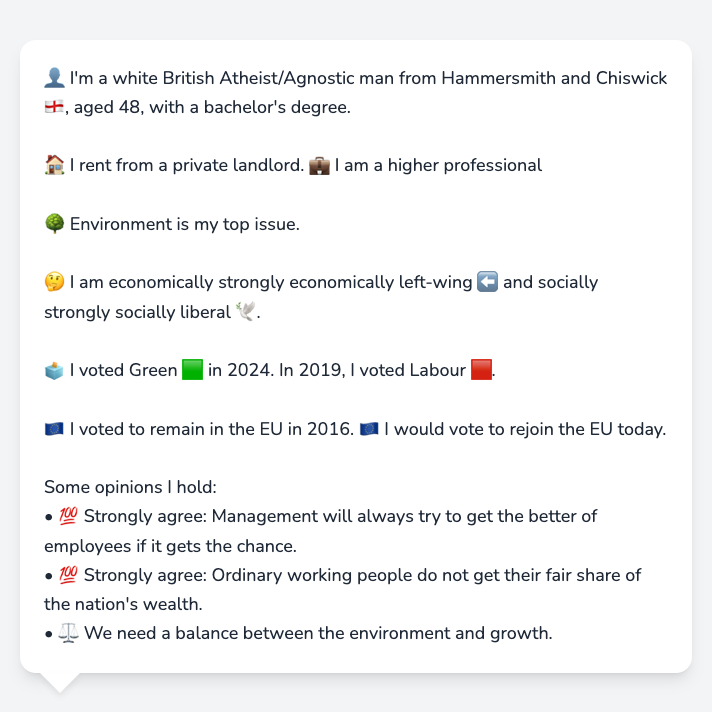 👤 I'm a white British Atheist/Agnostic man from Hammersmith and Chiswick
🏴󠁧󠁢󠁥󠁮󠁧󠁿, aged 48, with a bachelor's degree.
🏠 I rent from a private landlord. 💼 I am a higher professional
🌳 Environment is my top issue.
🤔 I am economically strongly economically left-wing ⬅️ and socially
strongly socially liberal 🕊️.
🗳️ I voted Green 🟩 in 2024. In 2019, I voted Labour 🟥.
🇪🇺 I voted to remain in the EU in 2016. 🇪🇺 I would vote to rejoin the EU today.
Some opinions I hold:
• 💯 Strongly agree: Management will always try to get the better of
employees if it gets the chance.
• 💯 Strongly agree: Ordinary working people do not get their fair share of
the nation's wealth.
• ⚖️ We need a balance between the environment and growth.